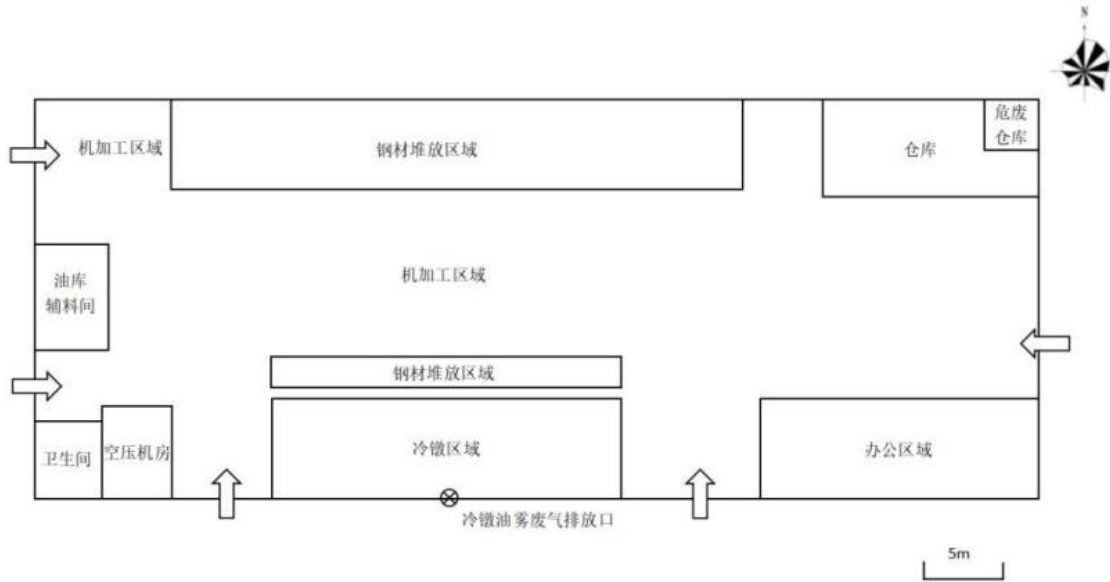 N
危废
仓库
机加工区域
钢材堆放区域
仓库
油库
辅料间
机加工区域
钢材堆放区域
卫生间
空压机房
冷镦区域
办公区域
冷镦油雾废气排放口
5m